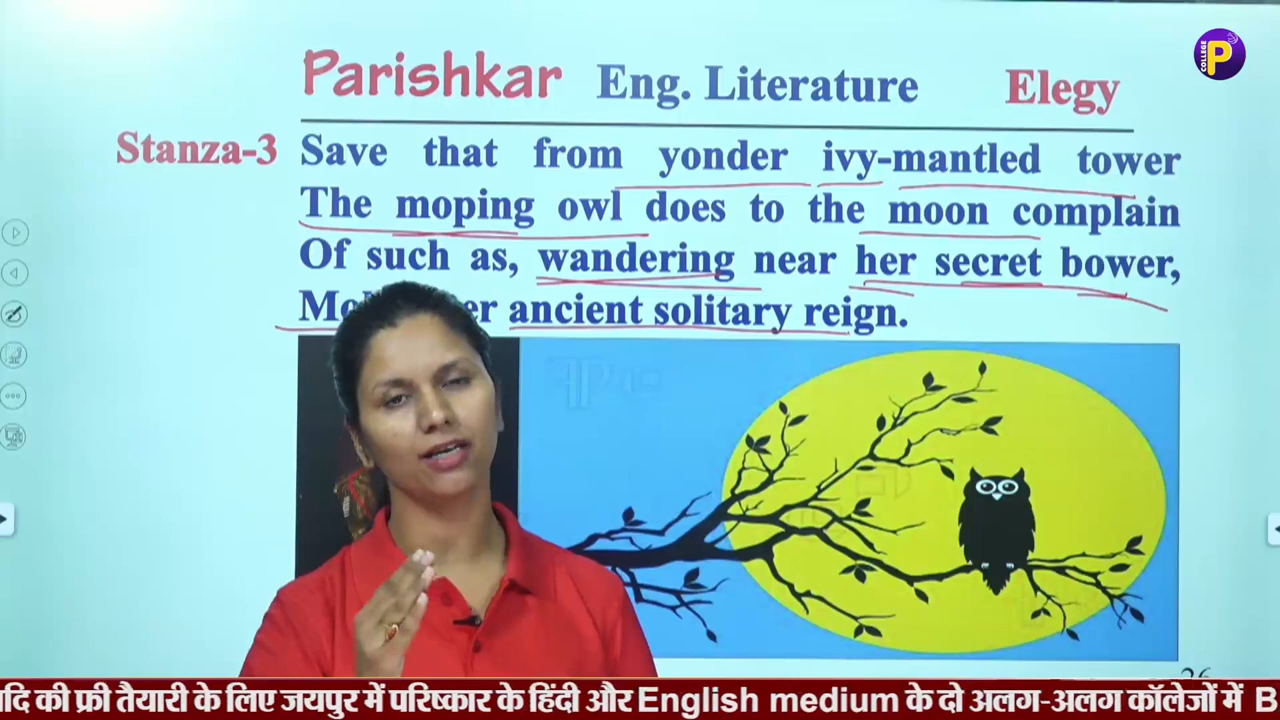 COLLEGE P
Parishkar Eng. Literature Elegy
Stanza-3 Save that from yonder ivy-mantled tower
The moping owl does to the moon complain
Of such as, wandering near her secret bower,
ancient solitary reign.
की फ्री तैयारी के लिए जयपुर में परिष्कार के हिंदी और English medium के दो अलग-अलग कॉलेजों में B